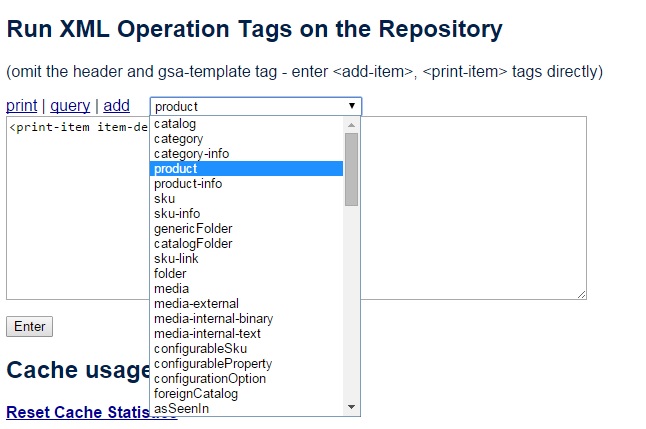 Run XML Operation Tags on the Repository
(omit the header and gsa-template tag - enter <add-item>, <print-item> tags directly)
print | query | add product
<print-item item-de
catalog
category
category-info
product
product-info
sku
sku-info
genericFolder
catalogFolder
sku-link
folder
media
media-external
media-internal-binary
media-internal-text
configurableSku
configurableProperty
configurationOption
foreignCatalog
asSeenIn
Enter
Cache usage
Reset Cache Statistics